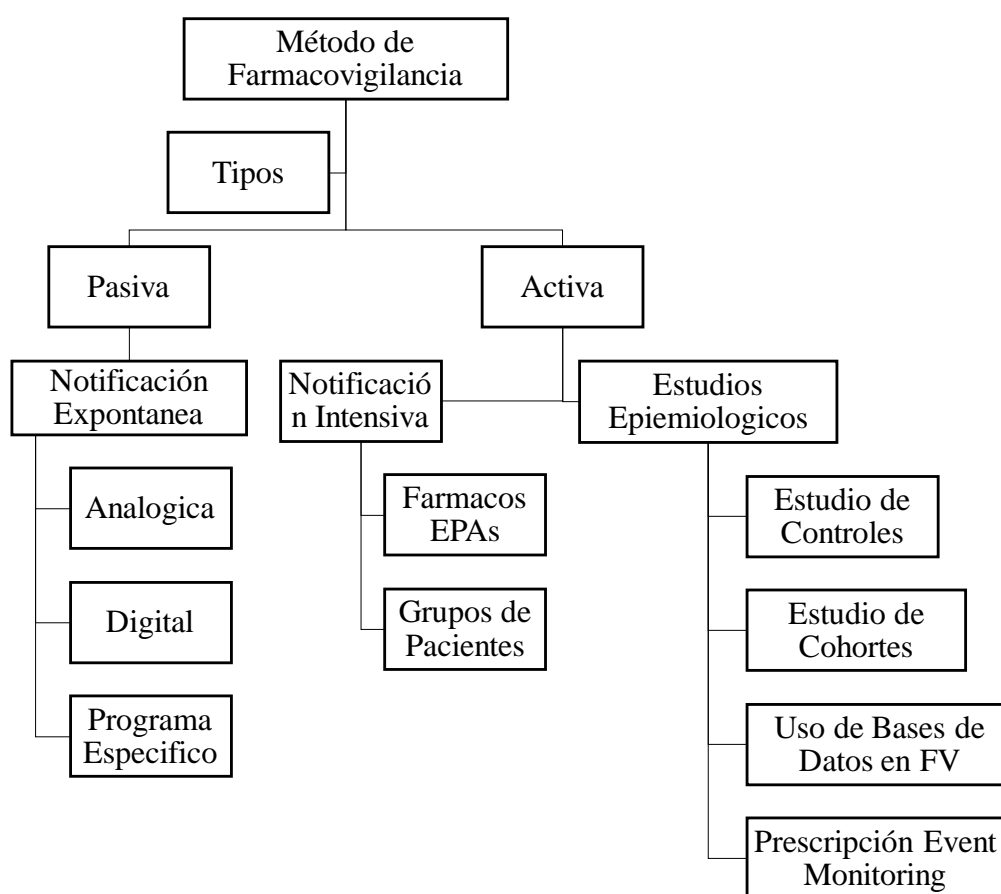 Método de
Farmacovigilancia
Tipos
Pasiva
Activa
Notificación
Expontanea
Notificació
n Intensiva
Estudios
Epiemiologicos
Analogica
Digital
Programa
Especifico
Farmacos
EPAs
Grupos de
Pacientes
Estudio de
Controles
Estudio de
Cohortes
Uso de Bases de
Datos en FV
Prescripción Event
Monitoring